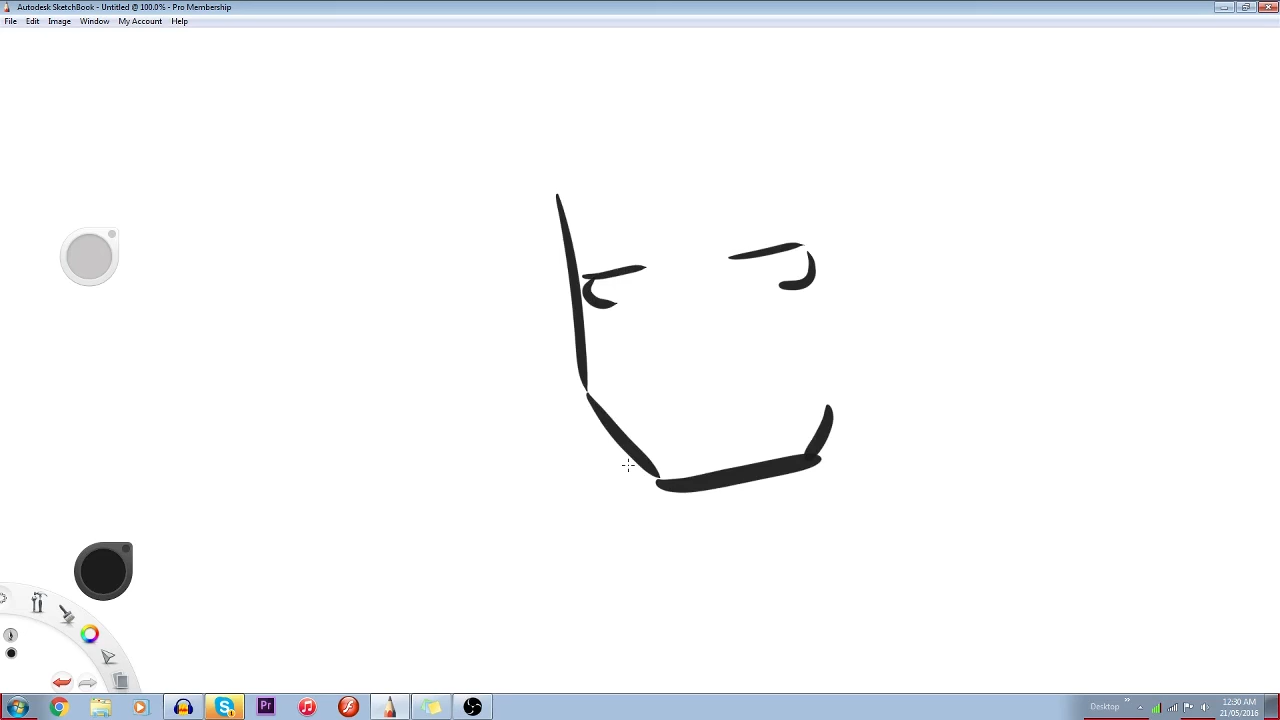 Autodesk SketchBook - Untitled @ 100.0% - Pro Membership
File Edit Image Window My Account Help
Pr
Desktop
12:30 AM
21/05/2016